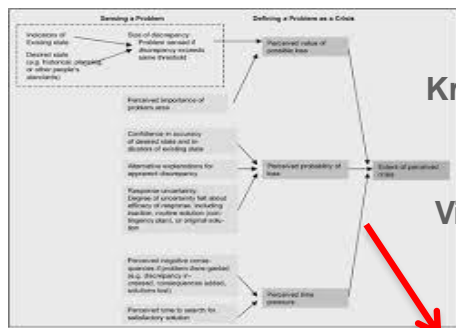 Sensing a Problem
Defining a Problem as a Crisis
Indicators of
Existing state
Desired state
(e.g. historical, planning,
or other people's
standards)
Size of discrepancy:
Problem sensed if
discrepancy exceeds
some threshold
Perceived value of
possible loss
Perceived importance of
problem area
Confidence in accuracy
of desired state and in-
dicators of existing state
Alternative explanations for
apparent discrepancy
Response uncertainty:
Degree of uncertainty felt about
efficacy of response, including
inaction, routine solution (con-
tingency plan), or original solu-
tion
Perceived probability of
loss
Extent of perceived
crisis
Perceived negative conse-
quences if problem disregarded
(e.g. discrepancy in-
creased, consequences added,
solutions lost)
Perceived time to search for
satisfactory solution
Perceived time
pressure
Kr
Vi